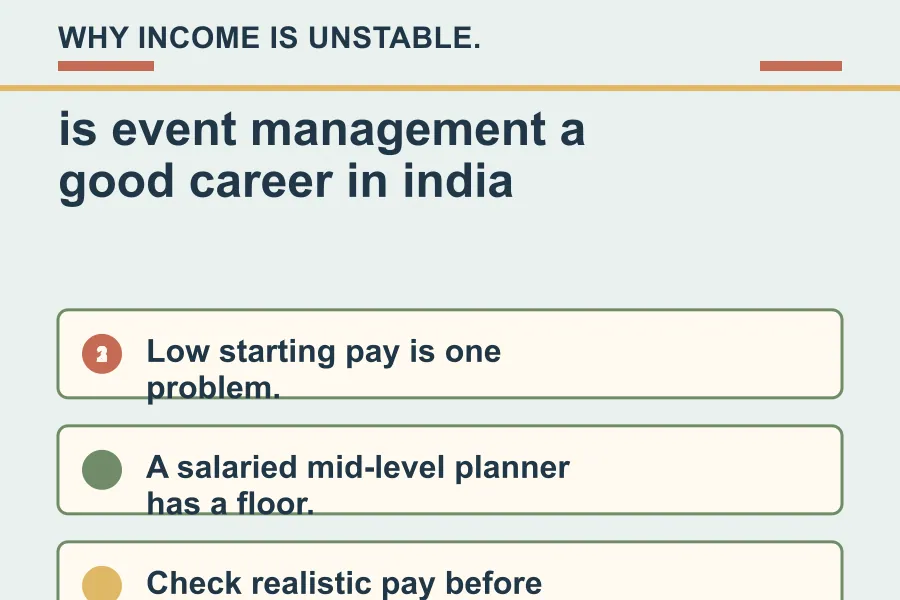 WHY INCOME IS UNSTABLE.
is event management a
good career in india
Low starting pay is one
problem.
A salaried mid-level planner
has a floor.
Check realistic pay before